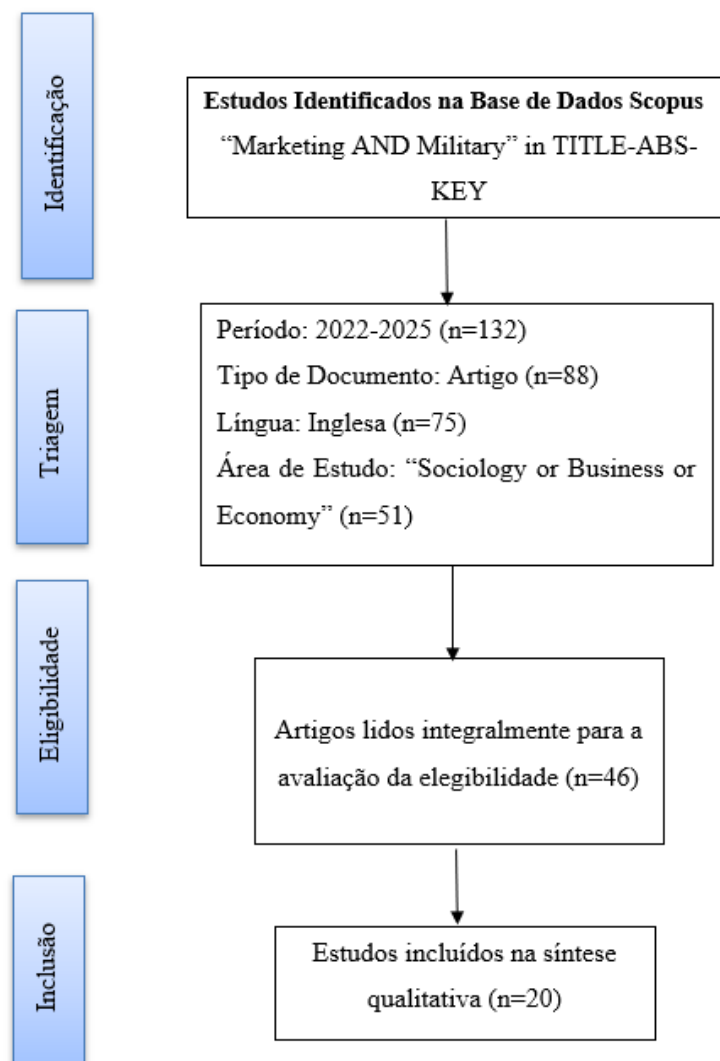 Identificação
Estudos Identificados na Base de Dados Scopus
“Marketing AND Military” in TITLE-ABS-
KEY
Triagem
Período: 2022-2025 (n=132)
Tipo de Documento: Artigo (n=88)
Língua: Inglesa (n=75)
Área de Estudo: “Sociology or Business or
Economy” (n=51)
Eligibilidade
Artigos lidos integralmente para a
avaliação da elegibilidade (n=46)
Inclusão
Estudos incluídos na síntese
qualitativa (n=20)